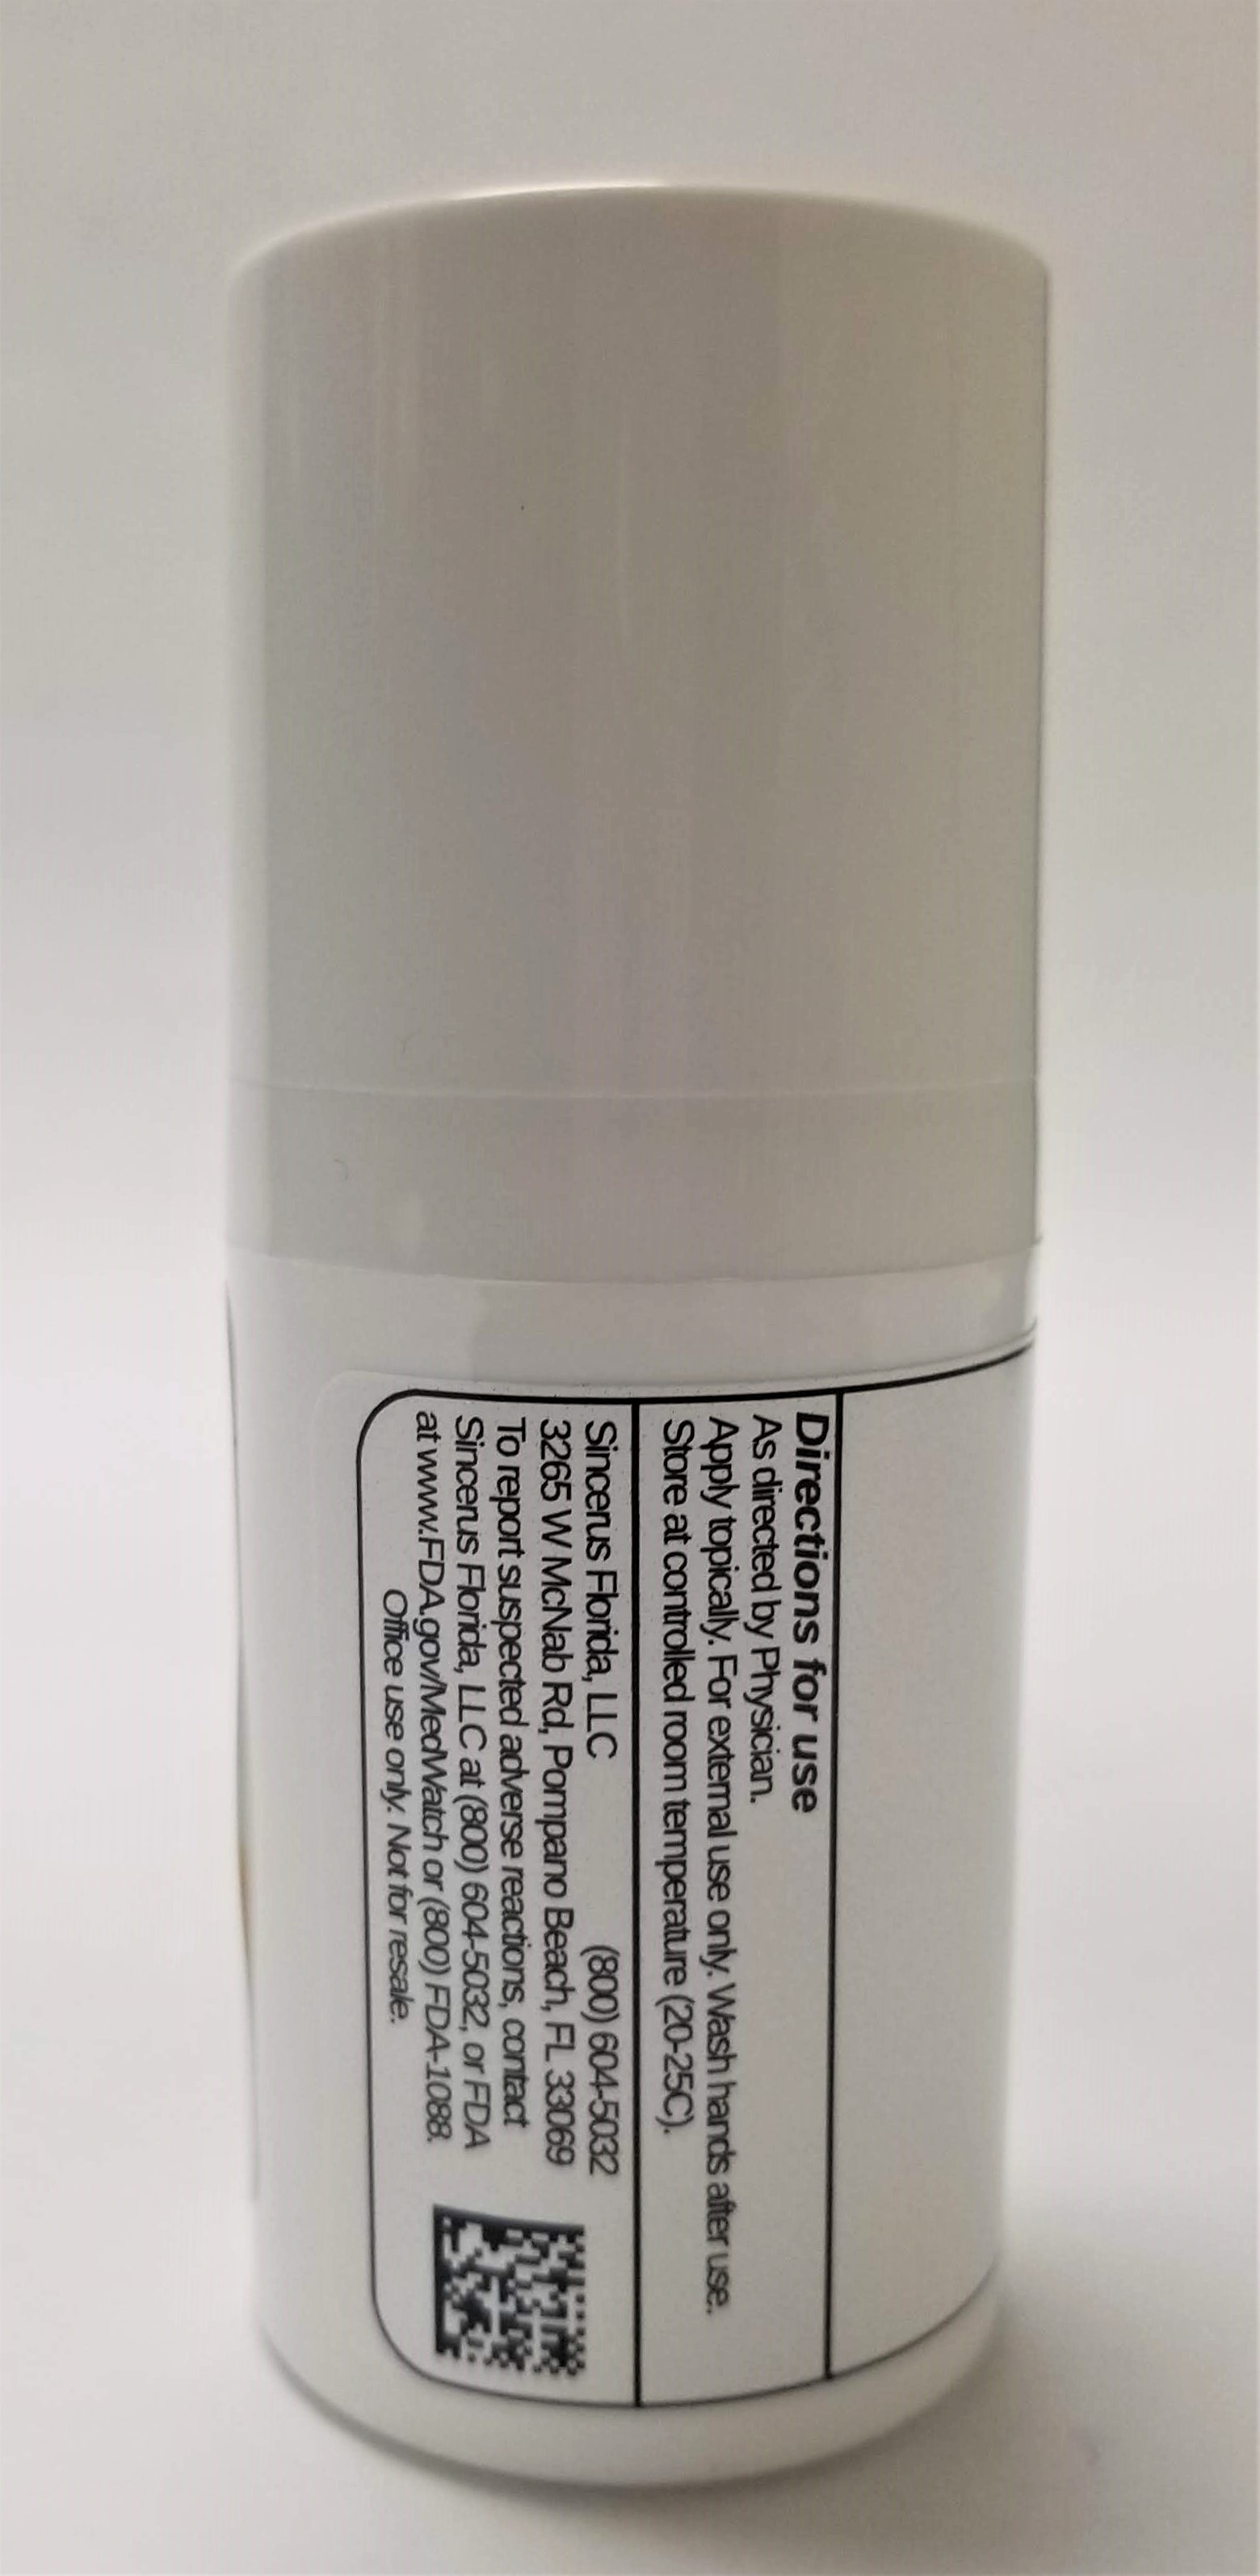 Directions for use
As directed by Physician.
Apply topically. For external use only. Wash hands after use.
Store at controlled room temperature (20-25C).
Sincerus Florida, LLC (800) 604-5032
3265 W McNab Rd, Pompano Beach, FL 33069
To report suspected adverse reactions, contact
Sincerus Florida, LLC at (800) 604-5032, or FDA
at www.FDA.gov/MedWatch or (800) FDA-1088.
Office use only. Not for resale.